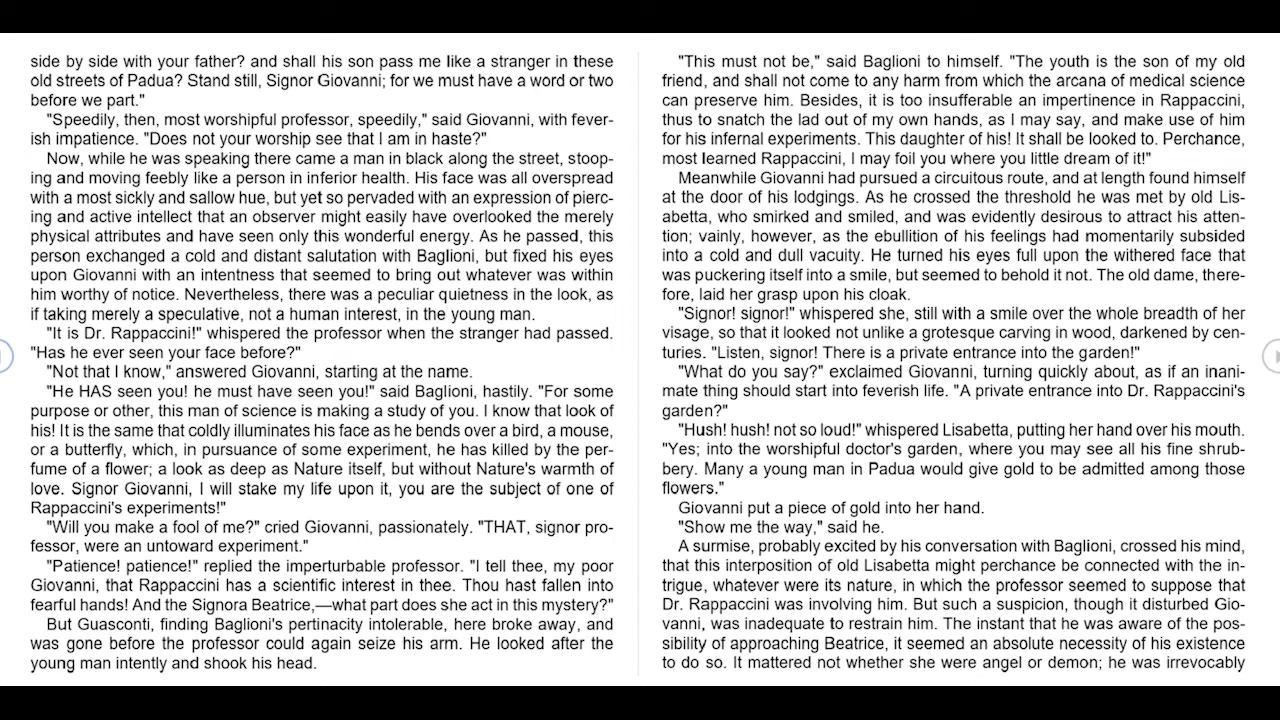 side by side with your father? and shall his son pass me like a stranger in these
old streets of Padua? Stand still, Signor Giovanni; for we must have a word or two
before we part."
"Speedily, then, most worshipful professor, speedily," said Giovanni, with fever-
ish impatience. "Does not your worship see that I am in haste?"
Now, while he was speaking there came a man in black along the street, stoop-
ing and moving feebly like a person in inferior health. His face was all overspread
with a most sickly and sallow hue, but yet so pervaded with an expression of pierc-
ing and active intellect that an observer might easily have overlooked the merely
physical attributes and have seen only this wonderful energy. As he passed, this
person exchanged a cold and distant salutation with Baglioni, but fixed his eyes
upon Giovanni with an intentness that seemed to bring out whatever was within
him worthy of notice. Nevertheless, there was a peculiar quietness in the look, as
if taking merely a speculative, not a human interest, in the young man.
"It is Dr. Rappaccini!" whispered the professor when the stranger had passed.
"Has he ever seen your face before?"
"Not that I know," answered Giovanni, starting at the name.
"He HAS seen you! he must have seen you!" said Baglioni, hastily. "For some
purpose or other, this man of science is making a study of you. I know that look of
his! It is the same that coldly illuminates his face as he bends over a bird, a mouse,
or a butterfly, which, in pursuance of some experiment, he has killed by the per-
fume of a flower; a look as deep as Nature itself, but without Nature's warmth of
love. Signor Giovanni, I will stake my life upon it, you are the subject of one of
Rappaccini's experiments!"
"Will you make a fool of me?" cried Giovanni, passionately. "THAT, signor pro-
fessor, were an untoward experiment."
"Patience! patience!" replied the imperturbable professor. "I tell thee, my poor
Giovanni, that Rappaccini has a scientific interest in thee. Thou hast fallen into
fearful hands! And the Signora Beatrice,—what part does she act in this mystery?"
But Guasconti, finding Baglioni's pertinacity intolerable, here broke away, and
was gone before the professor could again seize his arm. He looked after the
young man intently and shook his head.
"This must not be," said Baglioni to himself. "The youth is the son of my old
friend, and shall not come to any harm from which the arcana of medical science
can preserve him. Besides, it is too insufferable an impertinence in Rappaccini,
thus to snatch the lad out of my own hands, as I may say, and make use of him
for his infernal experiments. This daughter of his! It shall be looked to. Perchance,
most learned Rappaccini, I may foil you where you little dream of it!"
Meanwhile Giovanni had pursued a circuitous route, and at length found himself
at the door of his lodgings. As he crossed the threshold he was met by old Lis-
abetta, who smirked and smiled, and was evidently desirous to attract his atten-
tion; vainly, however, as the ebullition of his feelings had momentarily subsided
into a cold and dull vacuity. He turned his eyes full upon the withered face that
was puckering itself into a smile, but seemed to behold it not. The old dame, there-
fore, laid her grasp upon his cloak.
"Signor! signor!" whispered she, still with a smile over the whole breadth of her
visage, so that it looked not unlike a grotesque carving in wood, darkened by cen-
turies. "Listen, signor! There is a private entrance into the garden!"
"What do you say?" exclaimed Giovanni, turning quickly about, as if an inani-
mate thing should start into feverish life. "A private entrance into Dr. Rappaccini's
garden?"
"Hush! hush! not so loud!" whispered Lisabetta, putting her hand over his mouth.
"Yes; into the worshipful doctor's garden, where you may see all his fine shrub-
bery. Many a young man in Padua would give gold to be admitted among those
flowers."
Giovanni put a piece of gold into her hand.
"Show me the way," said he.
A surmise, probably excited by his conversation with Baglioni, crossed his mind,
that this interposition of old Lisabetta might perchance be connected with the in-
trigue, whatever were its nature, in which the professor seemed to suppose that
Dr. Rappaccini was involving him. But such a suspicion, though it disturbed Gio-
vanni, was inadequate to restrain him. The instant that he was aware of the pos-
sibility of approaching Beatrice, it seemed an absolute necessity of his existence
to do so. It mattered not whether she were angel or demon; he was irrevocably